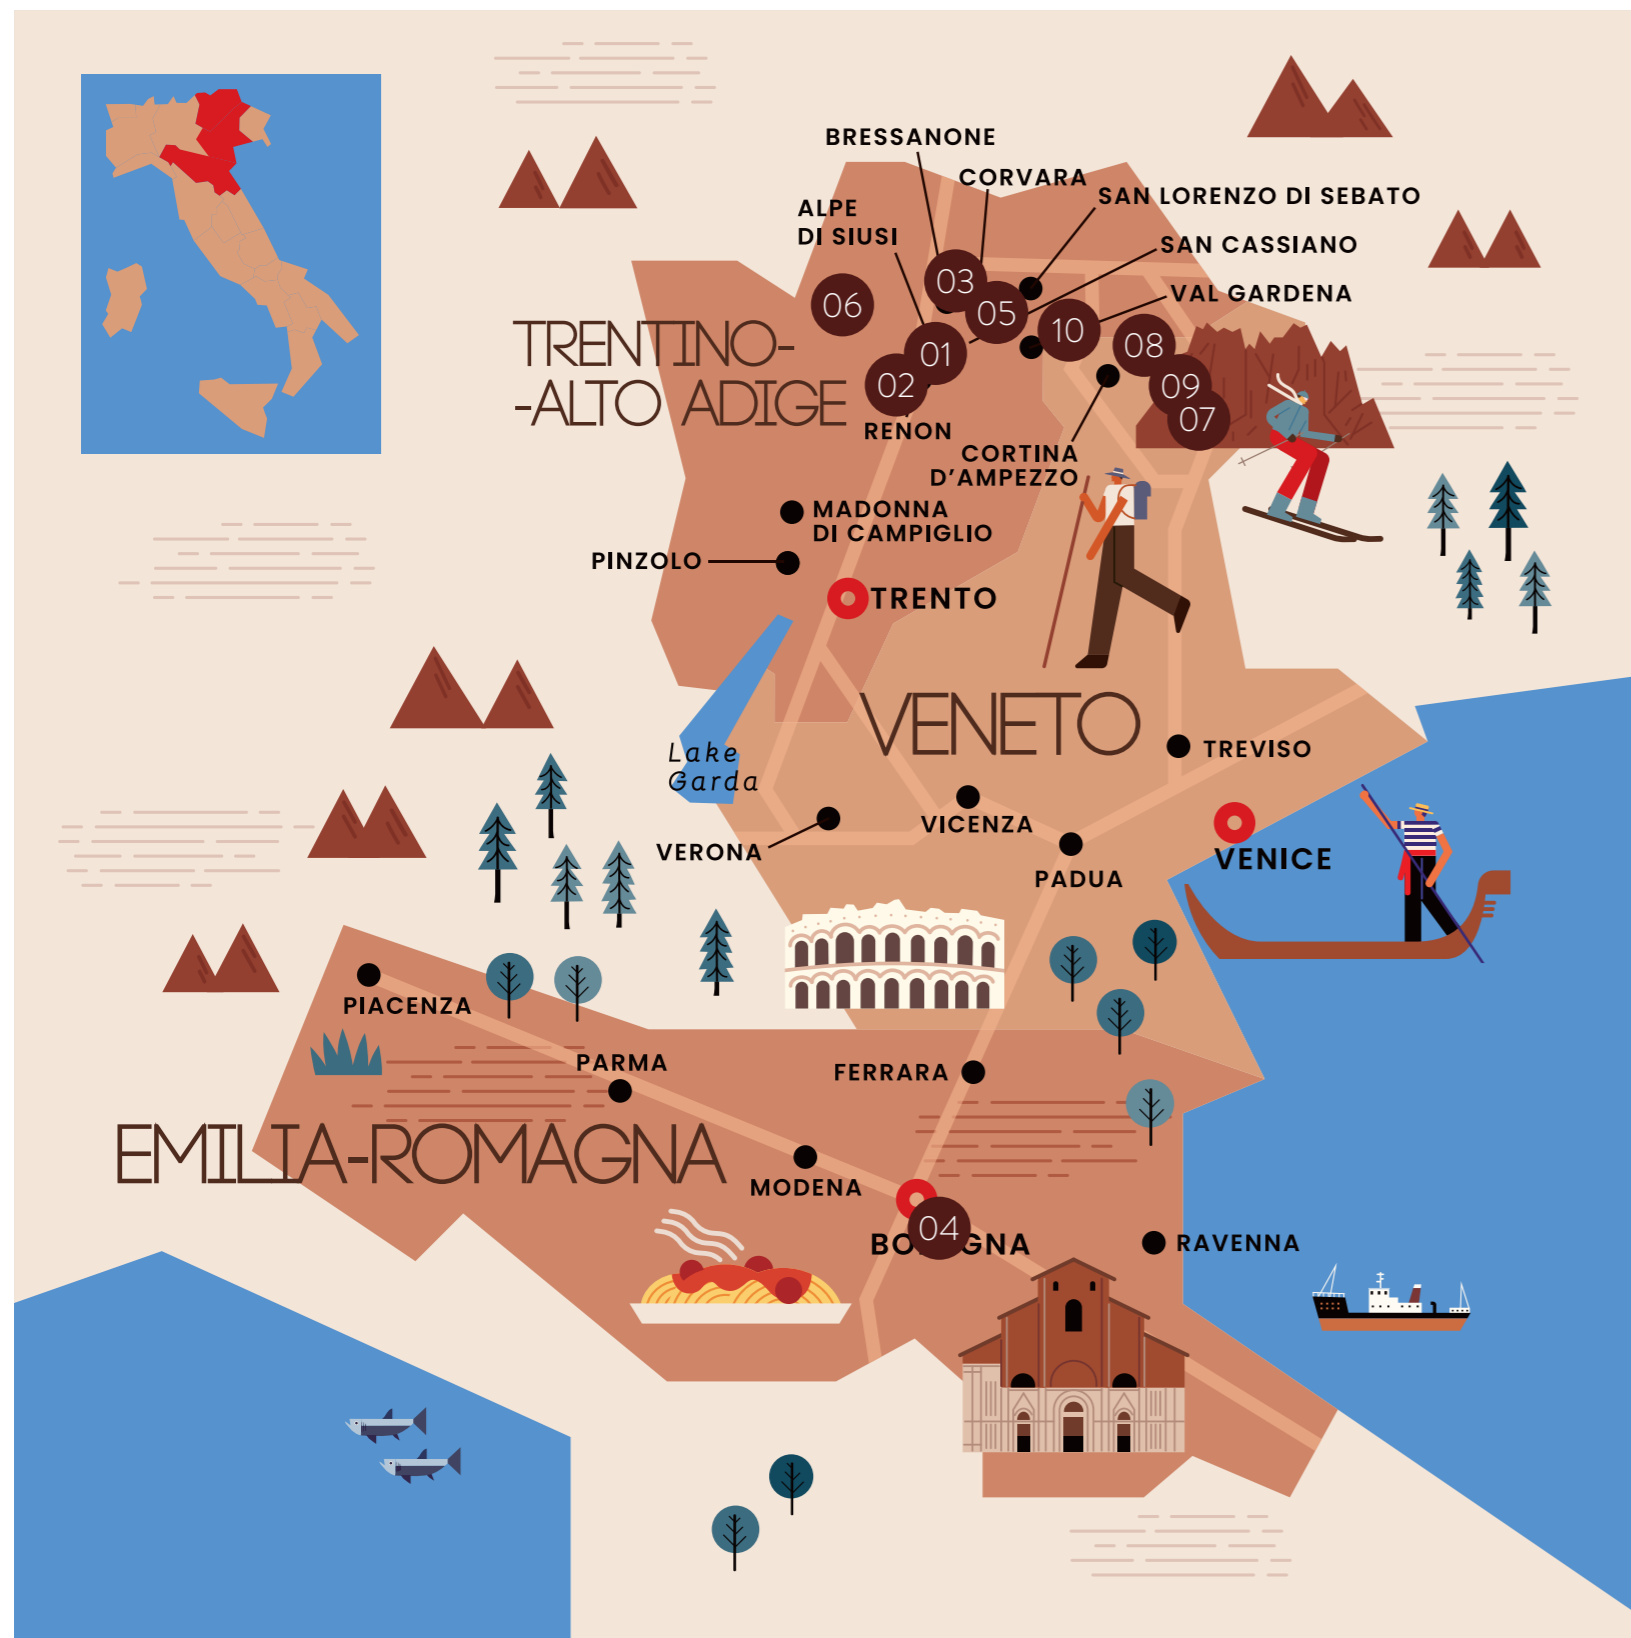 BRESSANONE
CORVARA
SAN LORENZO DI SEBATO
ALPE
DI SIUSI
SAN CASSIANO
VAL GARDENA
03
06
05
10
08
01
02
09
07
TRENTINO-
-ALTO ADIGE
RENON
CORTINA
D'AMPEZZO
MADONNA
DI CAMPIGLIO
PINZOLO
TRENTO
VENETO
TREVISO
Lake
Garda
VICENZA
VERONA
VENICE
PADUA
PIACENZA
PARMA
FERRARA
EMILIA-ROMAGNA
MODENA
04
BOLOGNA
RAVENNA